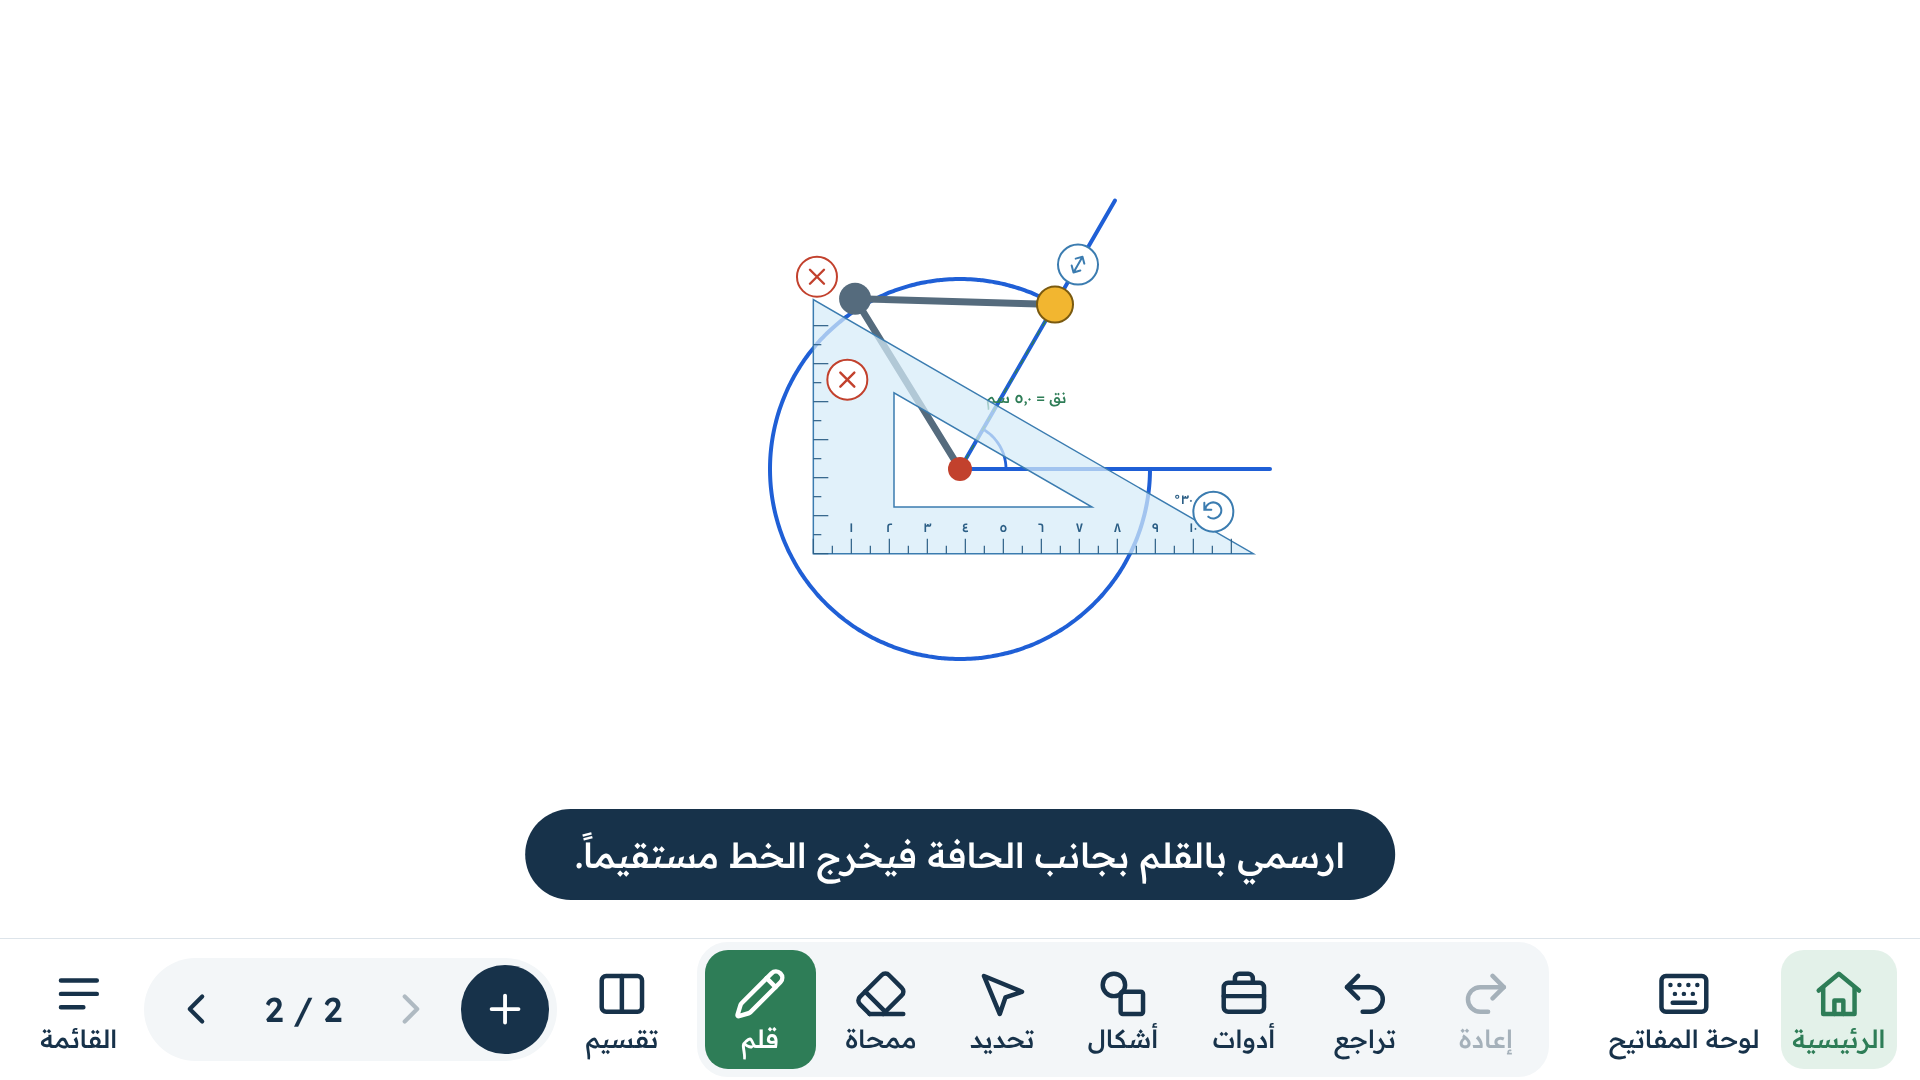 نق = ٥,٠ سم
°٣٠
١ ٢ ٣ ٤ ٥ ٦ ٧ ٨ ٩ ١٠
ارسمي بالقلم بجانب الحافة فيخرج الخط مستقيماً.
الرئيسية
لوحة المفاتيح
إعادة
تراجع
أدوات
أشكال
تحديد
ممحاة
قلم
تقسيم
2 / 2
القائمة